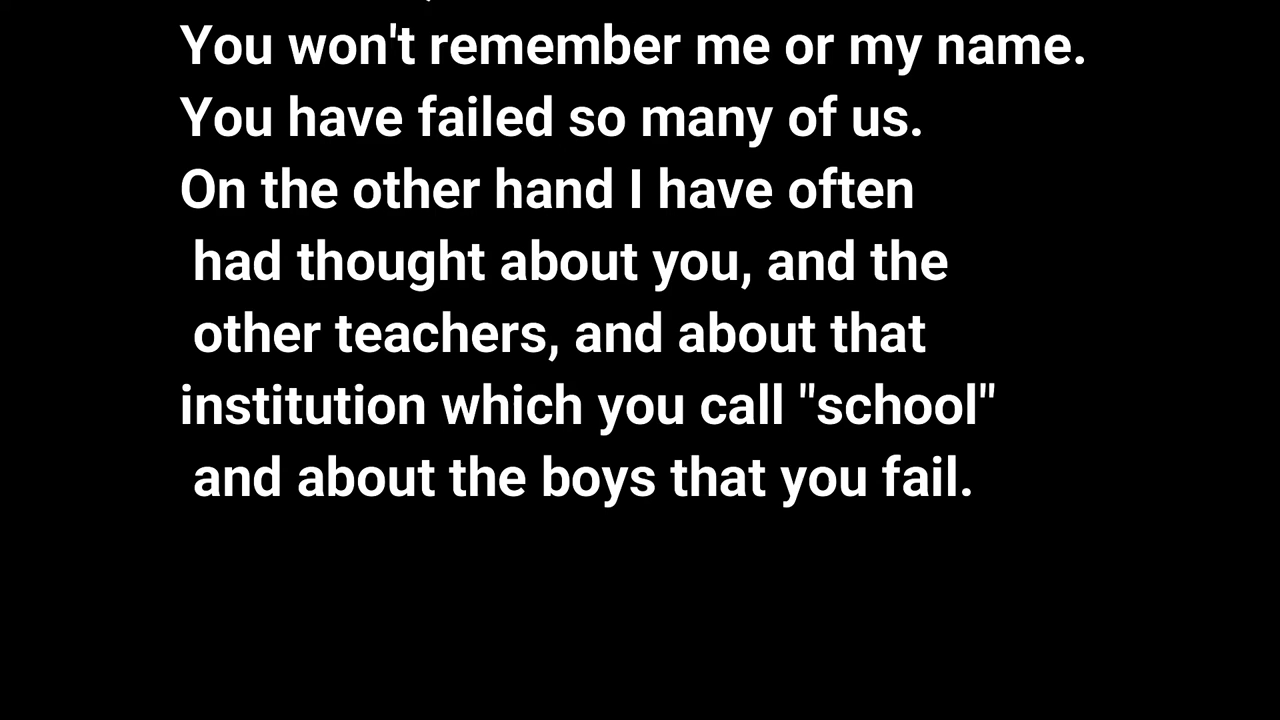 You won't remember me or my name.
You have failed so many of us.
On the other hand I have often
had thought about you, and the
other teachers, and about that
institution which you call "school"
and about the boys that you fail.